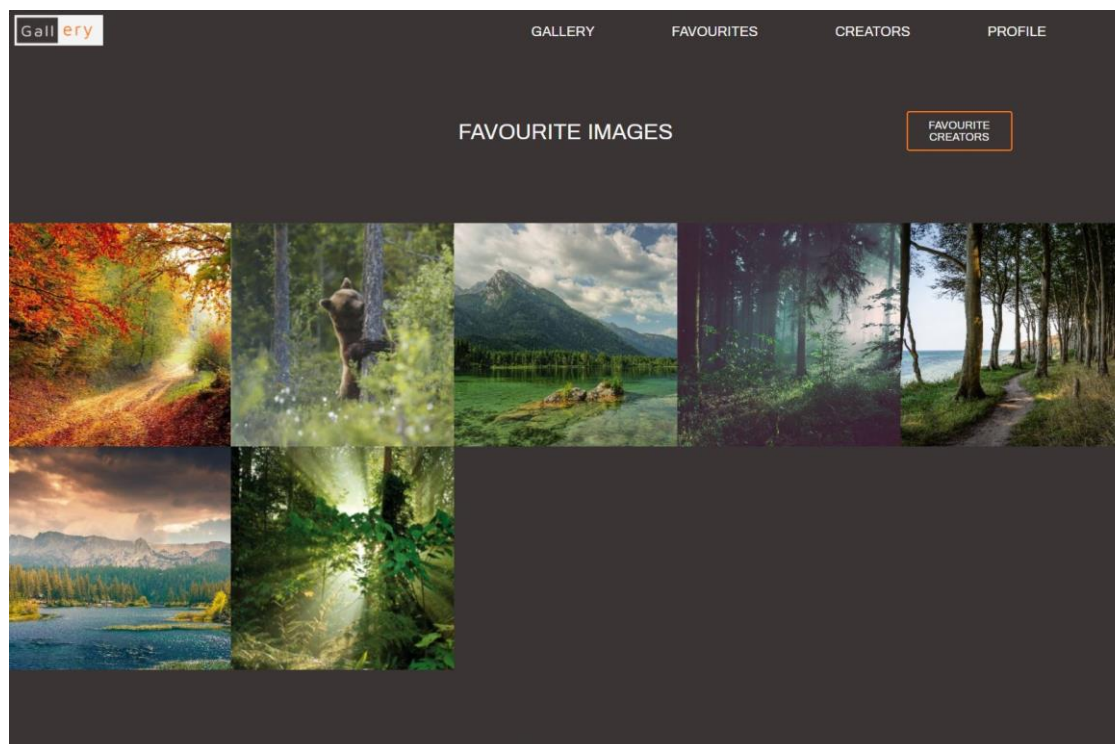 Gallery
GALLERY FAVOURITES CREATORS PROFILE
FAVOURITE IMAGES
FAVOURITE
CREATORS